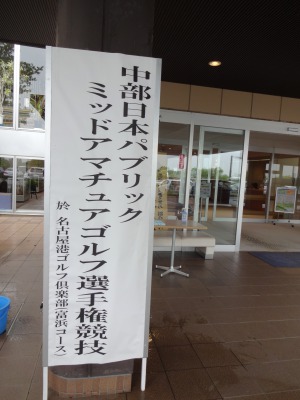 中部日本パブリック
ミッドアマチュアゴルフ選手権競技
於 名古屋港ゴルフ倶楽部(富浜コース)